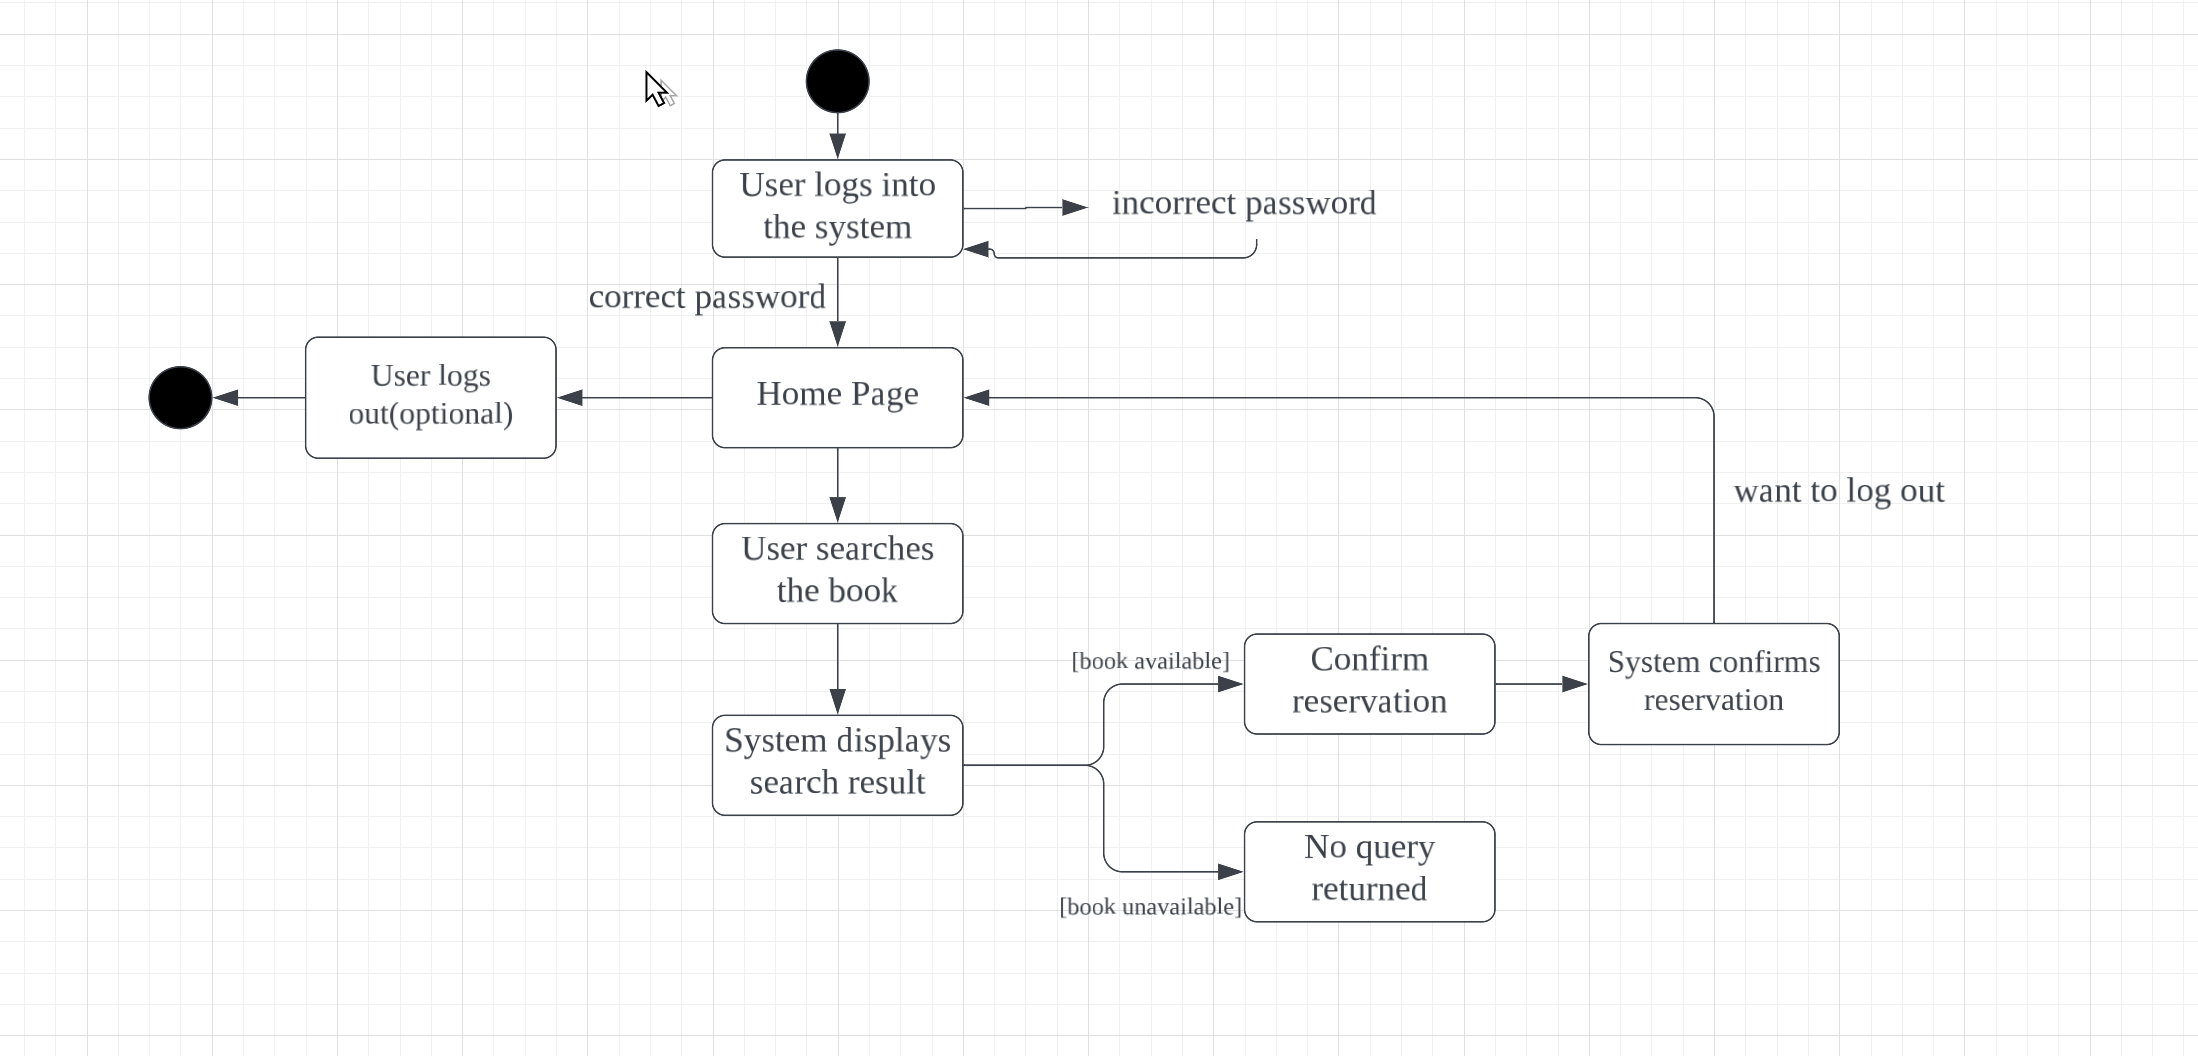 User logs into
the system
incorrect password
correct password
User logs
out(optional)
Home Page
want to log out
User searches
the book
[book available]
Confirm
reservation
System confirms
reservation
System displays
search result
No query
returned
[book unavailable]